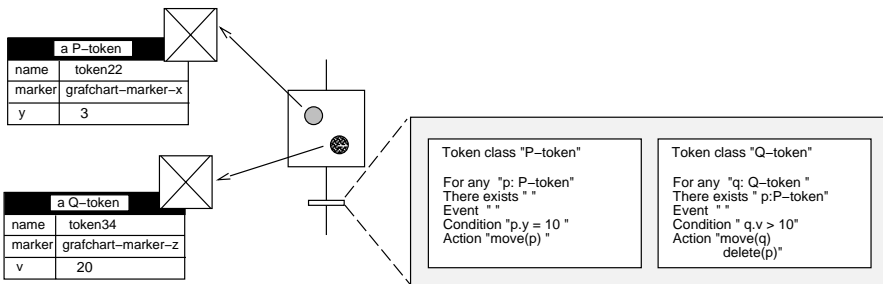 a P-token
name token22
marker grafchart-marker-x
y 3
a Q-token
name token34
marker grafchart-marker-z
v 20
Token class "P-token"
For any "p: P-token"
There exists " "
Event " "
Condition "p.y = 10 "
Action "move(p) "
Token class "Q-token"
For any "q: Q-token "
There exists " p:P-token"
Event " "
Condition " q.v > 10"
Action "move(q)
delete(p)"